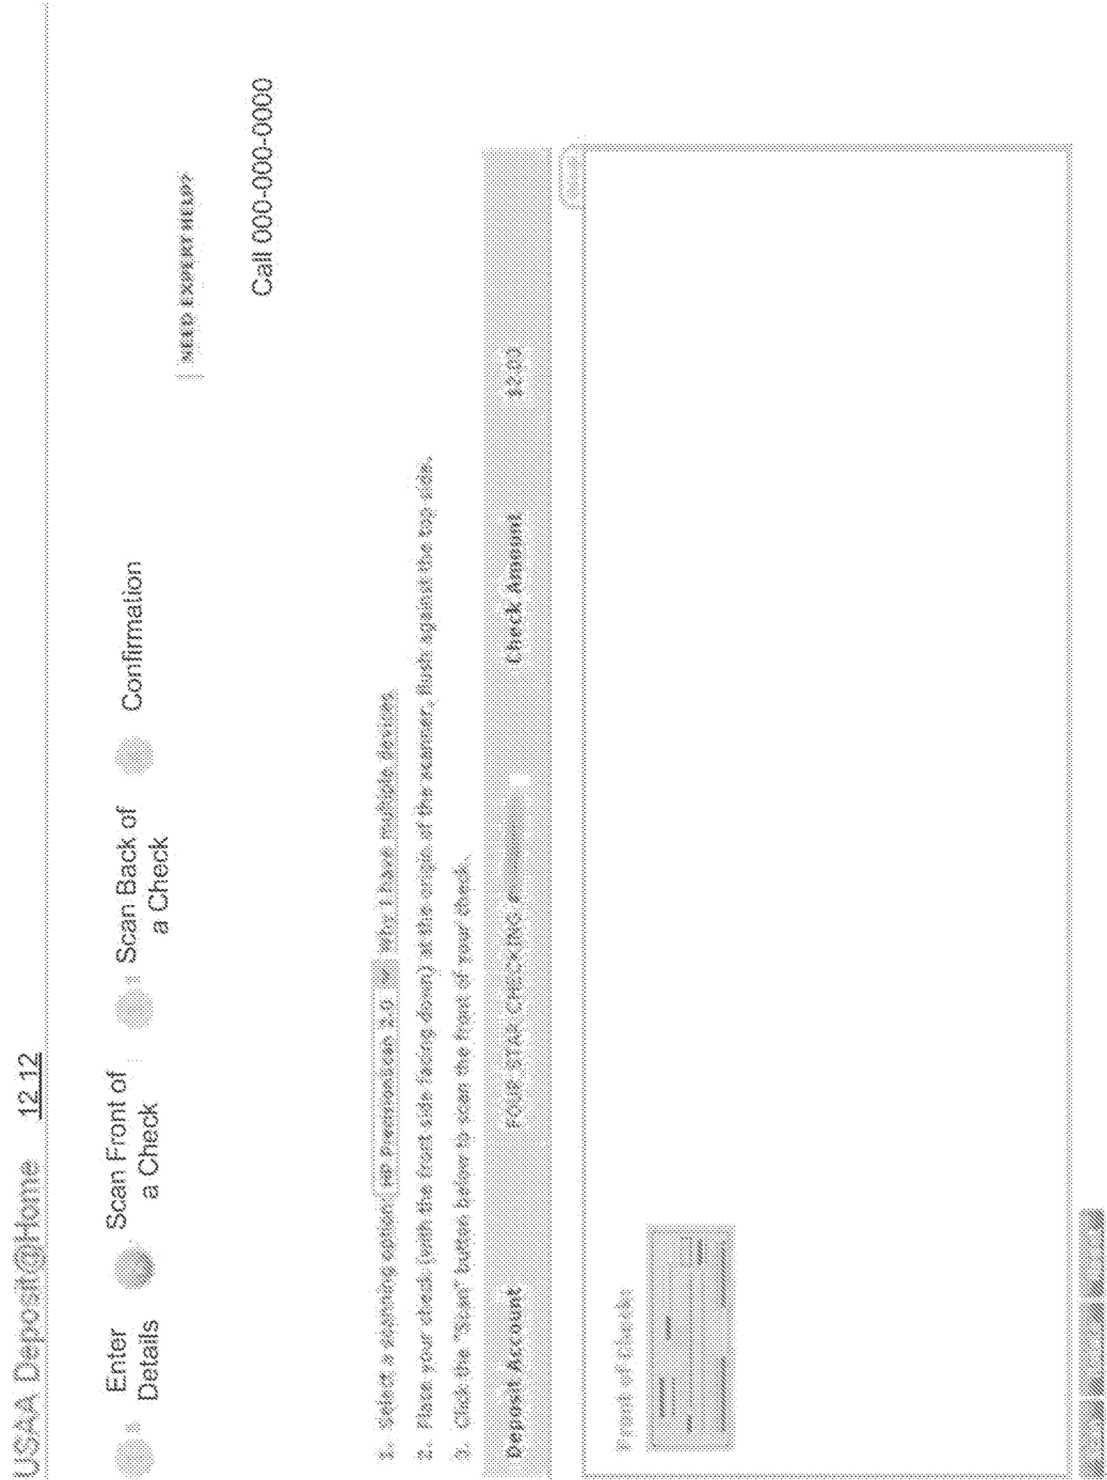 USAA Deposit@Home 12 12
Enter
Details
Scan Front of
a Check
Scan Back of
a Check
Confirmation
NEED EXPERT HELP?
Call 000-000-0000
1. Select a scanning option HP PrecisionScan 2.0 Why I have multiple devices
2. Place your check (with the front side facing down) at the origin of the scanner, flush against the top side.
3. Click the "Scan" button below to scan the front of your check.
Deposit Account FOUR STAR CHECKING Check Amount 12.00
Front of Check: